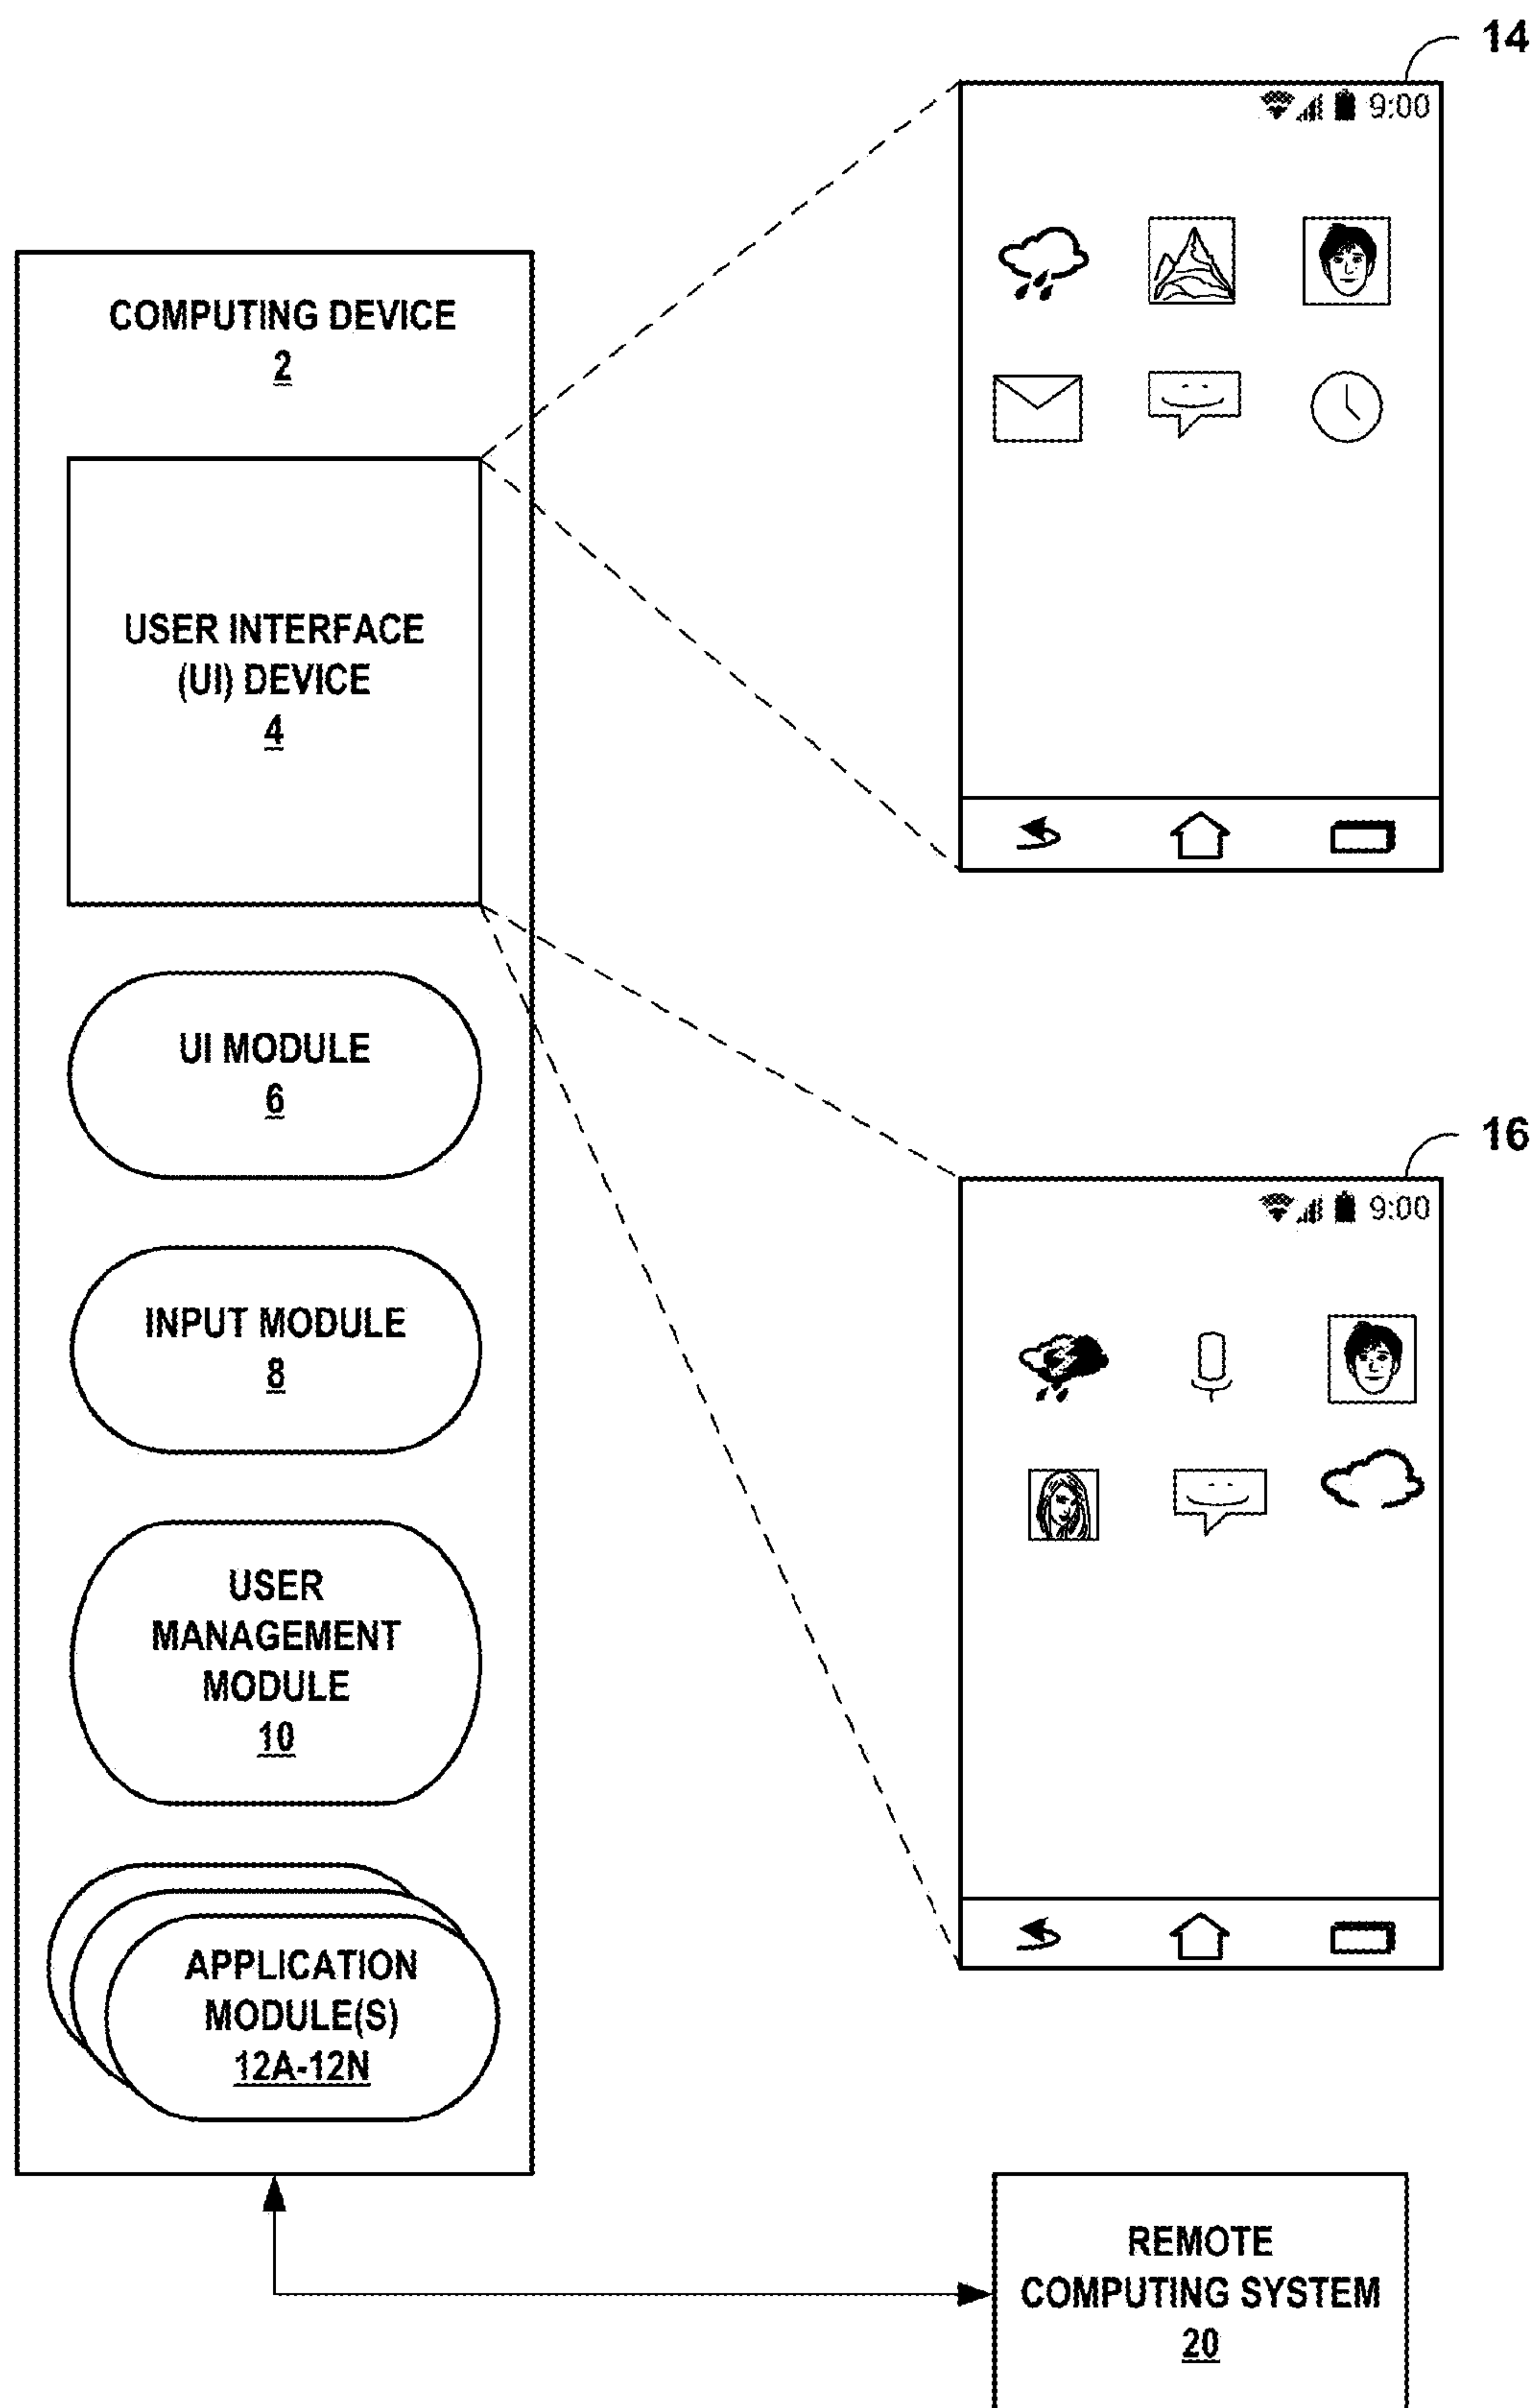 14
9:00
COMPUTING DEVICE
2
USER INTERFACE
(UI) DEVICE
4
UI MODULE
6
16
9:00
INPUT MODULE
8
USER
MANAGEMENT
MODULE
10
APPLICATION
MODULE(S)
12A-12N
REMOTE
COMPUTING SYSTEM
20